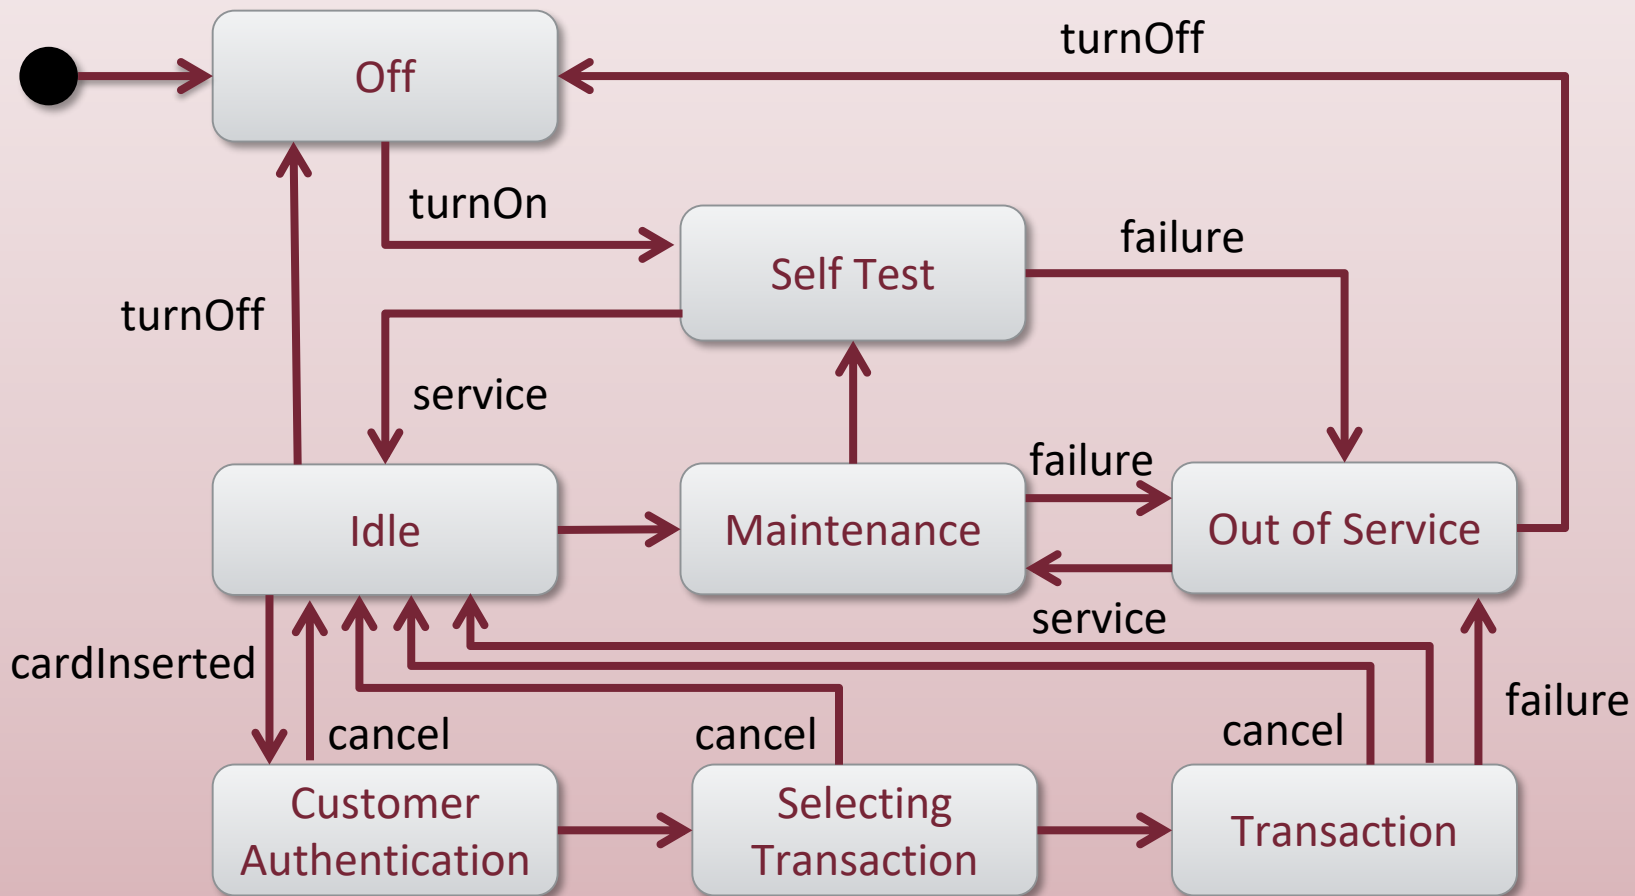 turnOff
Off
turnOn
failure
Self Test
turnOff
service
failure
Idle
Maintenance
Out of Service
service
cardInserted
failure
cancel
cancel
cancel
Customer
Authentication
Selecting
Transaction
Transaction